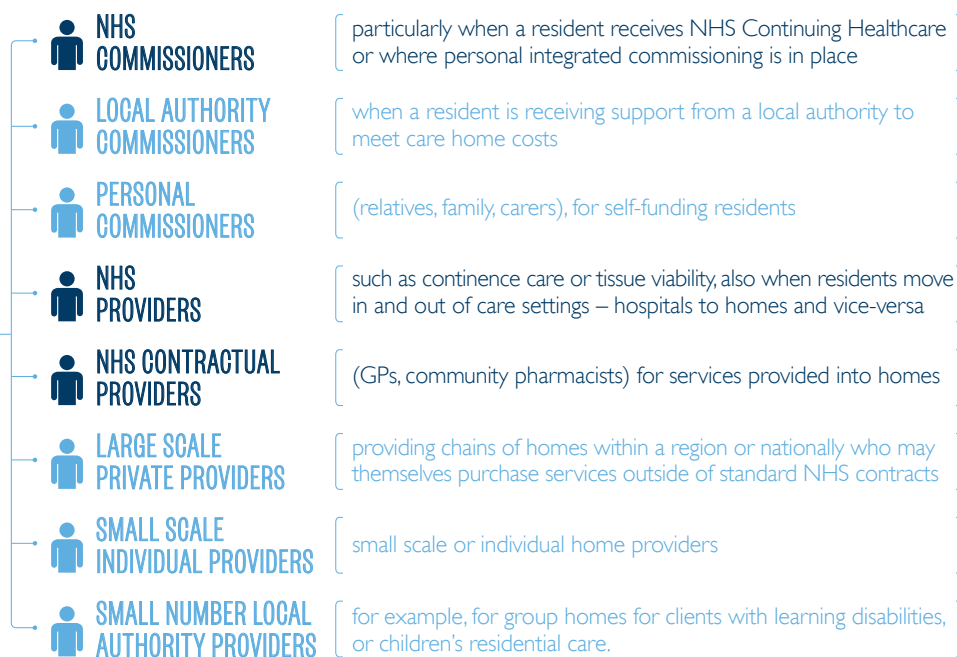 NHS
COMMISSIONERS
particularly when a resident receives NHS Continuing Healthcare
or where personal integrated commissioning is in place
LOCAL AUTHORITY
COMMISSIONERS
when a resident is receiving support from a local authority to
meet care home costs
PERSONAL
COMMISSIONERS
(relatives, family, carers), for self-funding residents
NHS
PROVIDERS
such as continence care or tissue viability, also when residents move
in and out of care settings – hospitals to homes and vice-versa
NHS CONTRACTUAL
PROVIDERS
(GPs, community pharmacists) for services provided into homes
LARGE SCALE
PRIVATE PROVIDERS
providing chains of homes within a region or nationally who may
themselves purchase services outside of standard NHS contracts
SMALL SCALE
INDIVIDUAL PROVIDERS
small scale or individual home providers
SMALL NUMBER LOCAL
AUTHORITY PROVIDERS
for example, for group homes for clients with learning disabilities,
or children’s residential care.